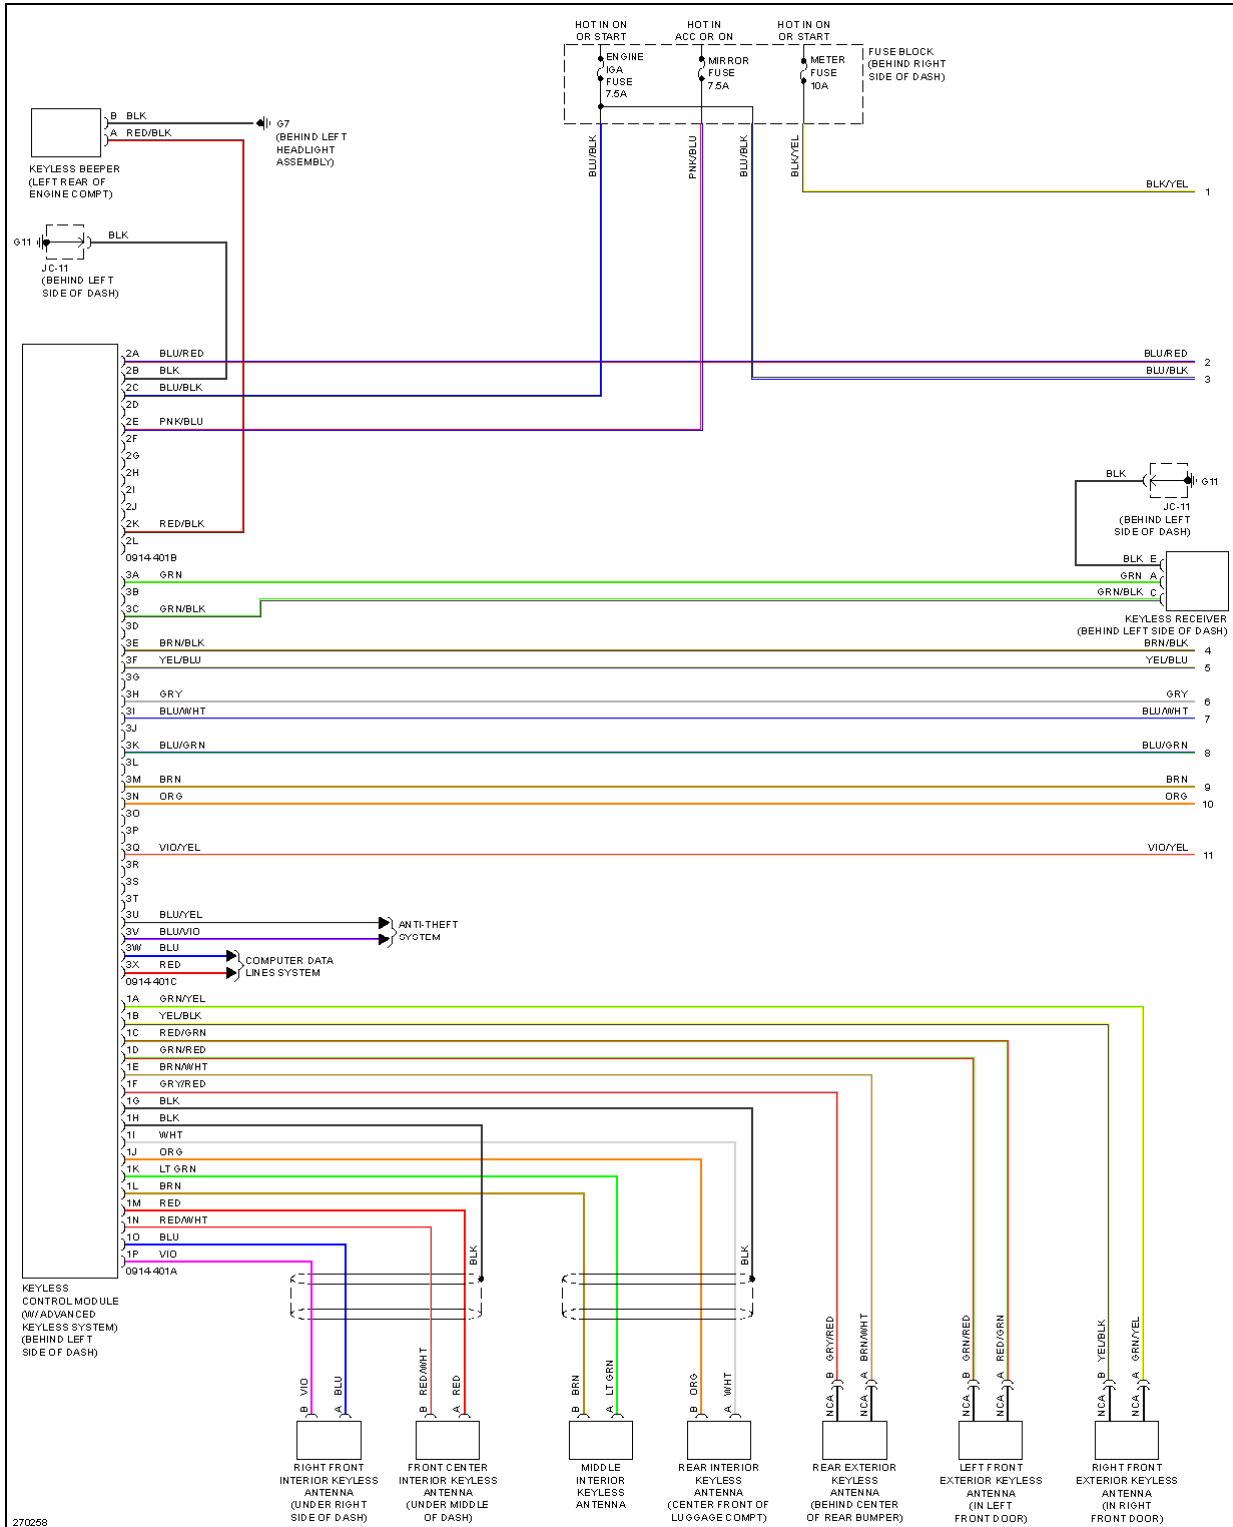 HOT IN ON
OR START
HOT IN
ACC OR ON
HOT IN ON
OR START
ENGINE
IGA
FUSE
7.5A
MIRROR
FUSE
7.5A
METER
FUSE
10A
FUSE BLOCK
(BEHIND RIGHT
SIDE OF DASH)
BLU/BLK
PNK/BLU
BLU/BLK
BLK/YEL
BLK/YEL 1
B BLK
A RED/BLK
G7
(BEHIND LEFT
HEADLIGHT
ASSEMBLY)
KEYLESS BEEPER
(LEFT REAR OF
ENGINE COMPT)
G11
BLK
JC-11
(BEHIND LEFT
SIDE OF DASH)
2A BLU/RED
BLU/RED 2
2B BLK
BLU/BLK 3
2C BLU/BLK
2D
2E PNK/BLU
2F
2G
2H
2I
2J
2K RED/BLK
2L
0914-401B
BLK
G11
JC-11
(BEHIND LEFT
SIDE OF DASH)
BLK E
GRN A
GRN/BLK C
KEYLESS RECEIVER
(BEHIND LEFT SIDE OF DASH)
3A GRN
3B
3C GRN/BLK
3D
3E BRN/BLK
BRN/BLK 4
3F YEL/BLU
YEL/BLU 5
3G
3H GRY
GRY 6
3I BLU/WHT
BLU/WHT 7
3J
3K BLU/GRN
BLU/GRN 8
3L
3M BRN
BRN 9
3N ORG
ORG 10
3O
3P
3Q VIO/YEL
VIO/YEL 11
3R
3S
3T
3U BLU/YEL
3V BLU/VIO
ANTI-THEFT
SYSTEM
3W BLU
3X RED
COMPUTER DATA
LINES SYSTEM
0914-401C
1A GRN/YEL
1B YEL/BLK
1C RED/GRN
1D GRN/RED
1E BRN/WHT
1F GRY/RED
1G BLK
1H BLK
1I WHT
1J ORG
1K LT GRN
1L BRN
1M RED
1N RED/WHT
1O BLU
1P VIO
0914-401A
KEYLESS
CONTROL MODULE
(W/ ADVANCED
KEYLESS SYSTEM)
(BEHIND LEFT
SIDE OF DASH)
BLK
BLK
B VIO
A BLU
B RED/WHT
A RED
B BRN
A LT GRN
B ORG
A WHT
NCA B GRY/RED
NCA A BRN/WHT
NCA B GRN/RED
NCA A RED/GRN
NCA B YEL/BLK
NCA A GRN/YEL
RIGHT FRONT
INTERIOR KEYLESS
ANTENNA
(UNDER RIGHT
SIDE OF DASH)
FRONT CENTER
INTERIOR KEYLESS
ANTENNA
(UNDER MIDDLE
OF DASH)
MIDDLE
INTERIOR
KEYLESS
ANTENNA
REAR INTERIOR
KEYLESS
ANTENNA
(CENTER FRONT OF
LUGGAGE COMPT)
REAR EXTERIOR
KEYLESS
ANTENNA
(BEHIND CENTER
OF REAR BUMPER)
LEFT FRONT
EXTERIOR KEYLESS
ANTENNA
(IN LEFT
FRONT DOOR)
RIGHT FRONT
EXTERIOR KEYLESS
ANTENNA
(IN RIGHT
FRONT DOOR)
270258